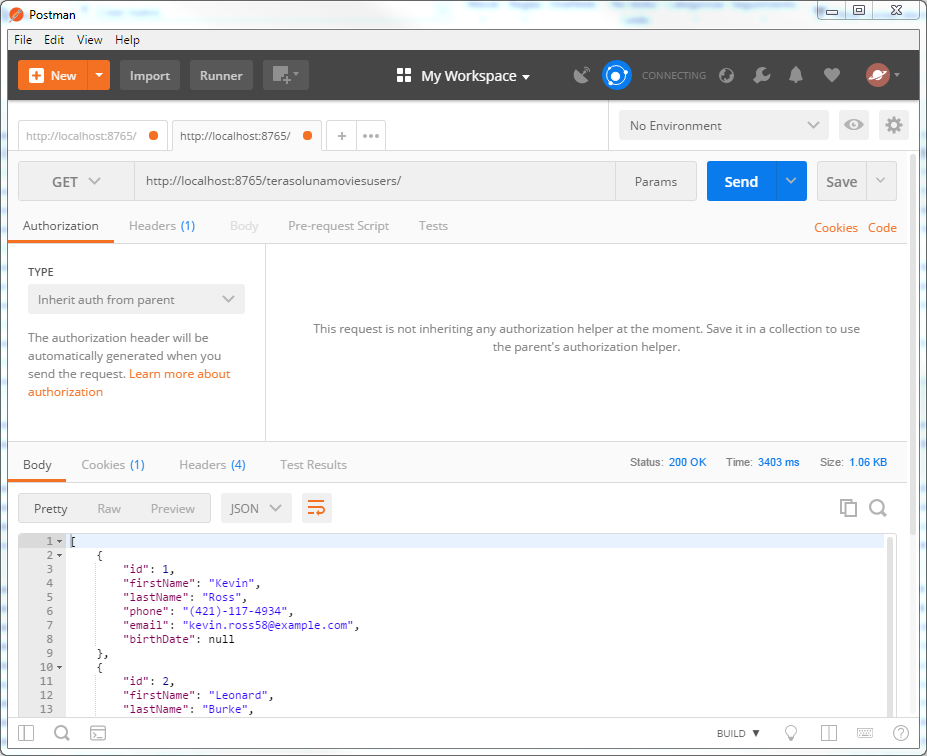 Postman
File Edit View Help
New Import Runner My Workspace CONNECTING
http://localhost:8765/ http://localhost:8765/ + ••• No Environment
GET http://localhost:8765/terasolunamoviesusers/ Params Send Save
Authorization Headers (1) Body Pre-request Script Tests Cookies Code
TYPE
Inherit auth from parent
The authorization header will be
automatically generated when you
send the request. Learn more about
authorization
This request is not inheriting any authorization helper at the moment. Save it in a collection to use
the parent's authorization helper.
Body Cookies (1) Headers (4) Test Results Status: 200 OK Time: 3403 ms Size: 1.06 KB
Pretty Raw Preview JSON
1 [
2 {
3 "id": 1,
4 "firstName": "Kevin",
5 "lastName": "Ross",
6 "phone": "(421)-117-4934",
7 "email": "kevin.ross58@example.com",
8 "birthDate": null
9 },
10 {
11 "id": 2,
12 "firstName": "Leonard",
13 "lastName": "Burke",
BUILD